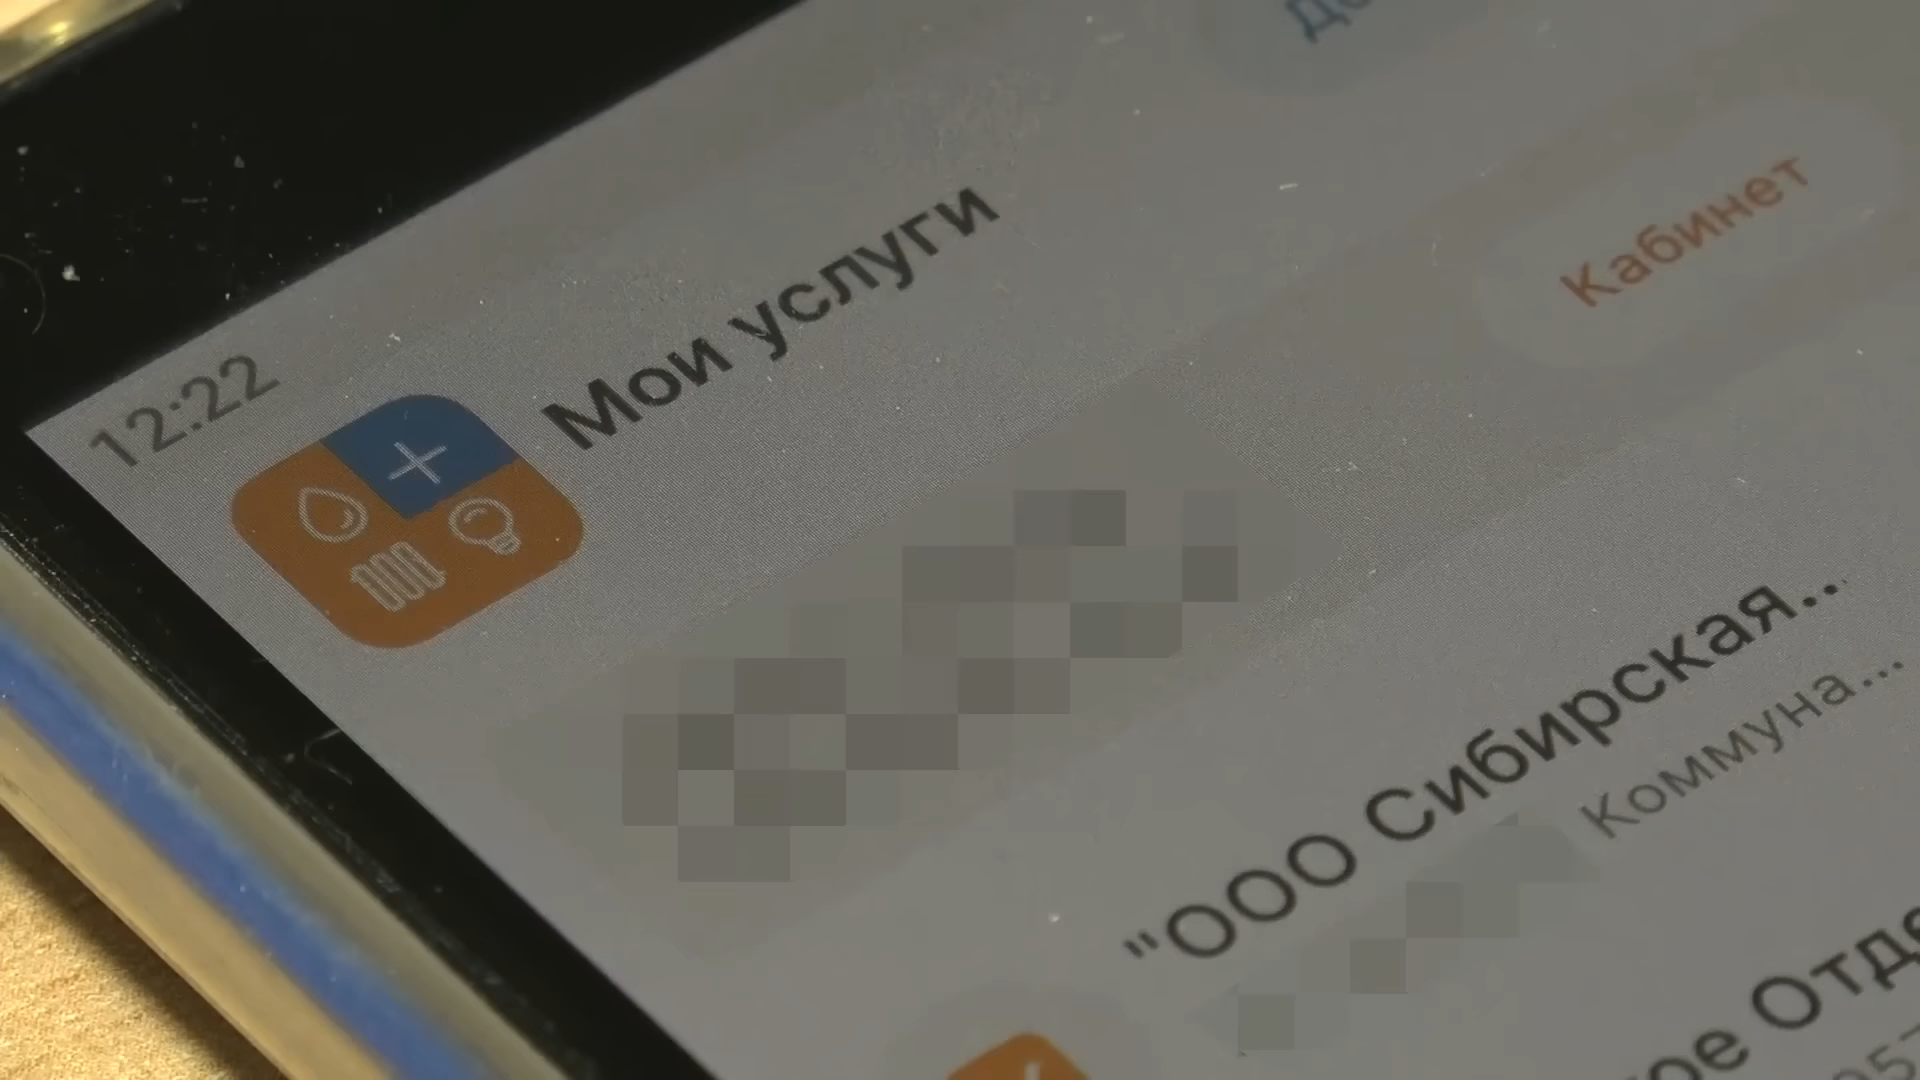 12:22
Мои услуги
Кабинет
"ООО Сибирская...
Коммуна...